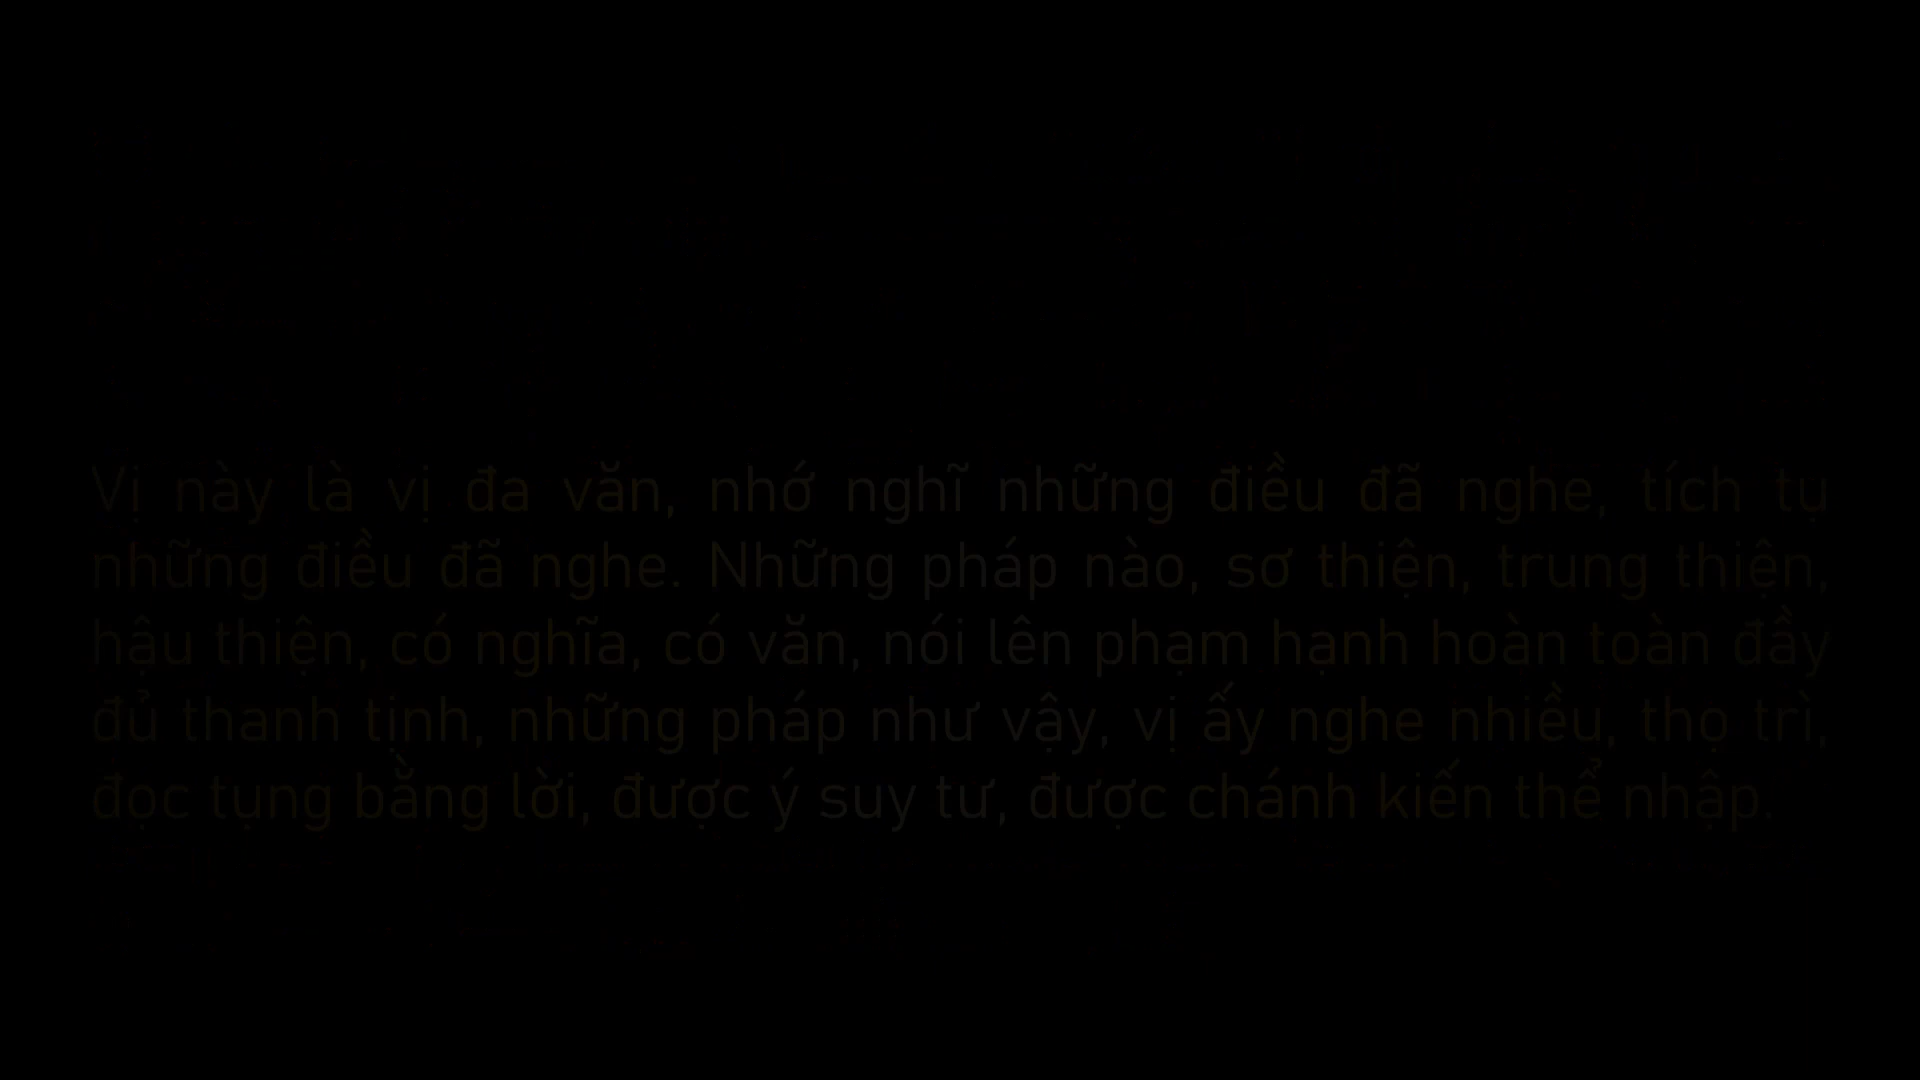 Vị này là vị đa văn, nhớ nghĩ những điều đã nghe, tích tụ
những điều đã nghe. Những pháp nào, sơ thiện, trung thiện,
hậu thiện, có nghĩa, có văn, nói lên phạm hạnh hoàn toàn đầy
đủ thanh tịnh, những pháp như vậy, vị ấy nghe nhiều, thọ trì,
đọc tụng bằng lời, được ý suy tư, được chánh kiến thể nhập.